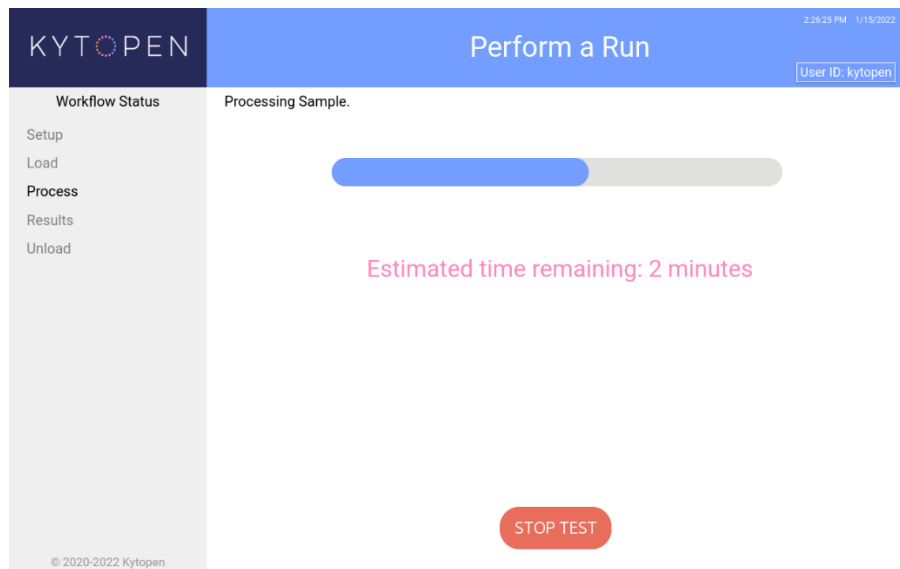 KYTOPEN
Perform a Run
2:26:25 PM 1/15/2022
User ID: kytopen
Workflow Status
Setup
Load
Process
Results
Unload
© 2020-2022 Kytopen
Processing Sample.
Estimated time remaining: 2 minutes
STOP TEST